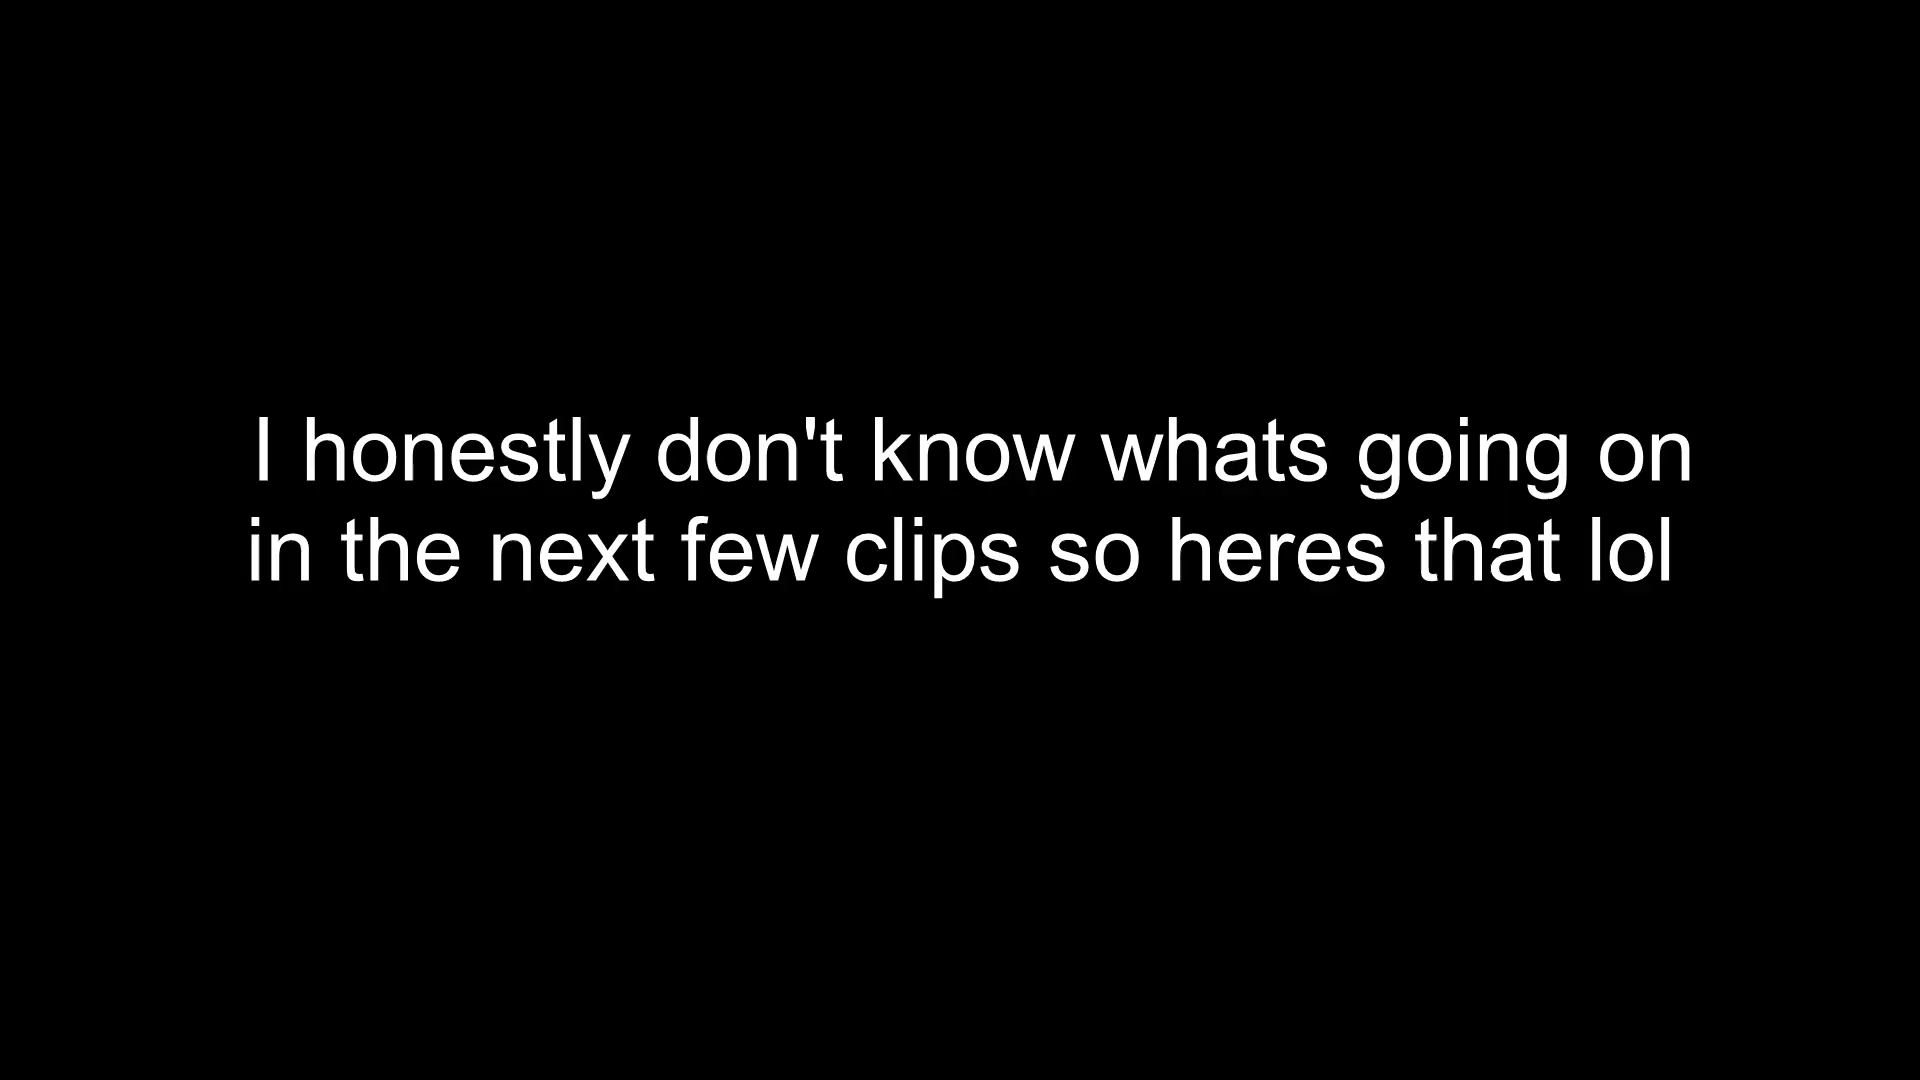 I honestly don't know whats going on
in the next few clips so heres that lol